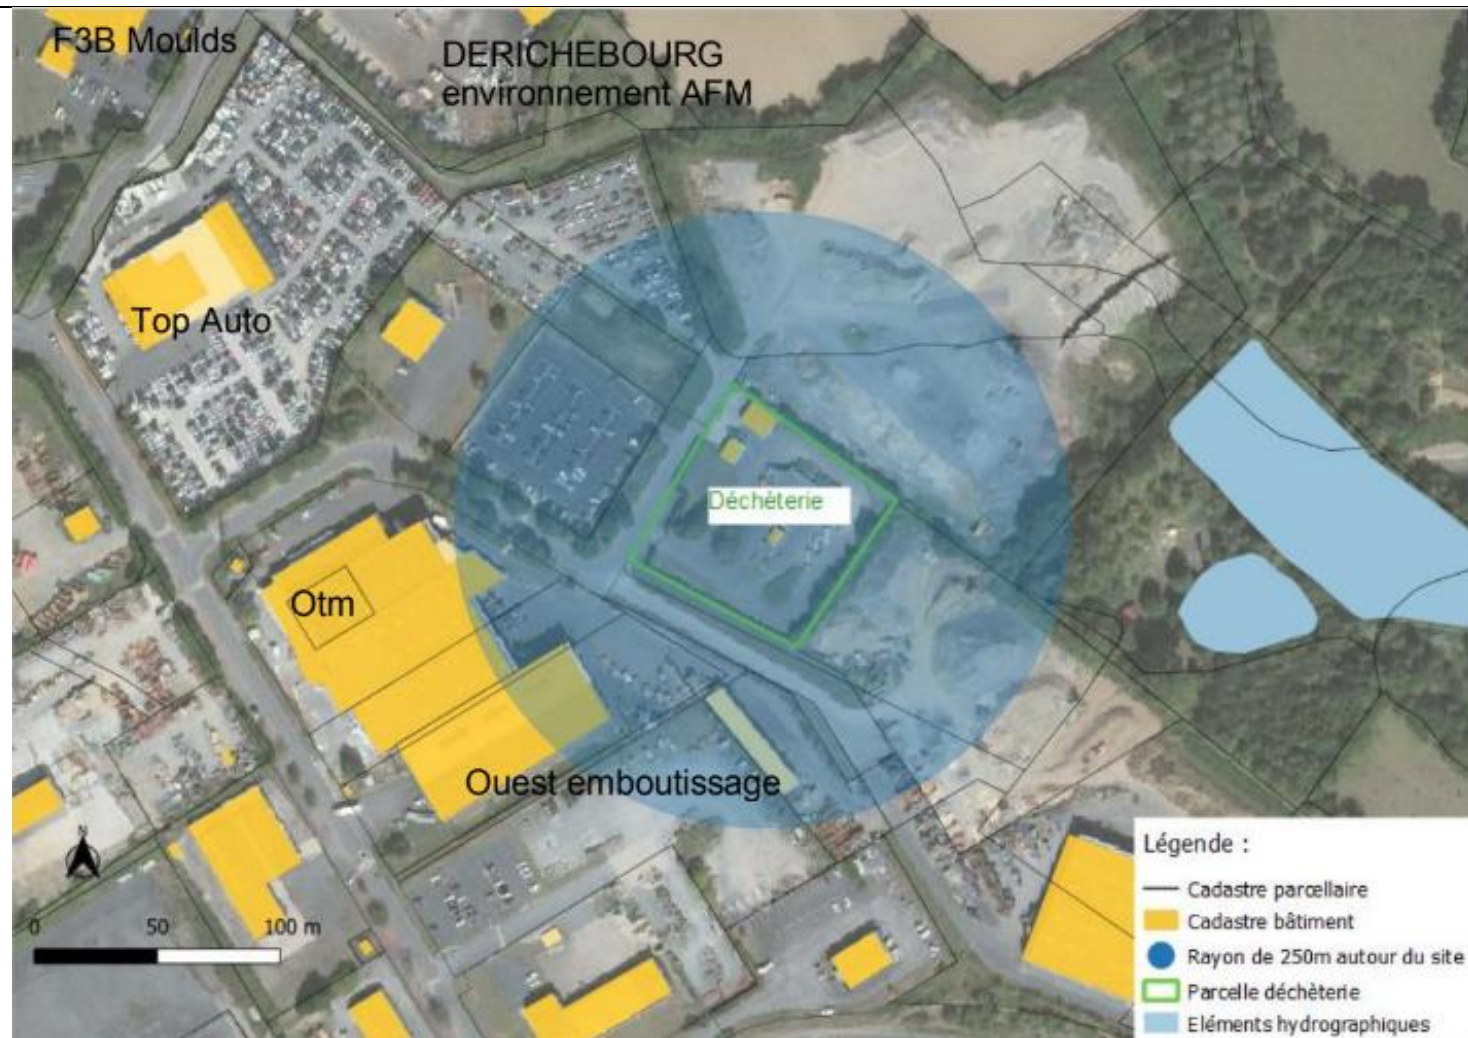 F3B Moulds
DERICHEBOURG
environnement AFM
Top Auto
Déchèterie
Otm
Ouest emboutissage
N
0 50 100 m
Légende :
Cadastre parcellaire
Cadastre bâtiment
Rayon de 250m autour du site
Parcelle déchèterie
Eléments hydrographiques